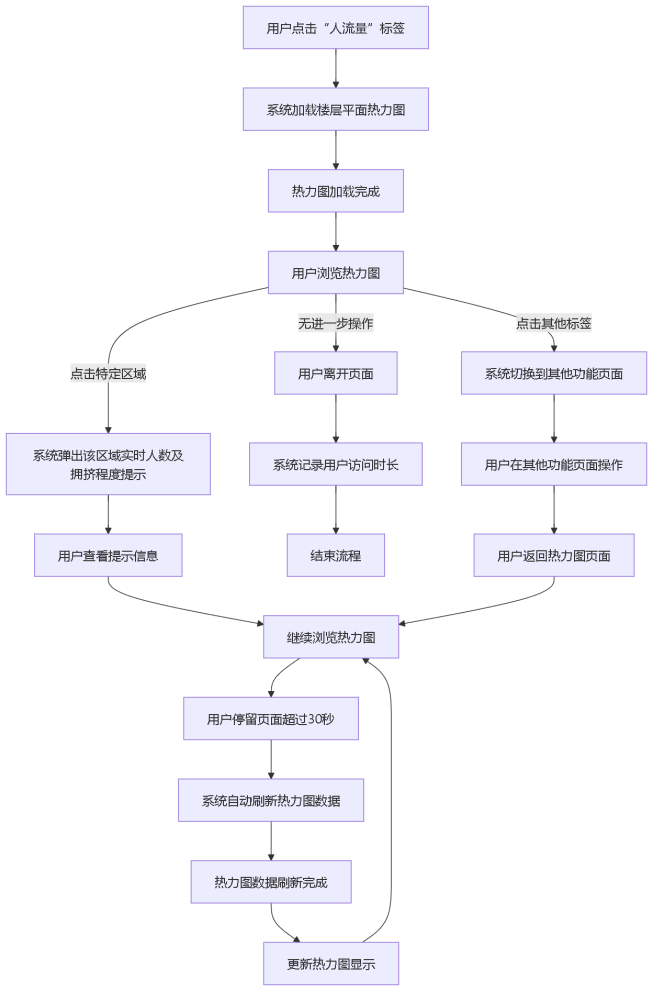 用户点击“人流量”标签
系统加载楼层平面热力图
热力图加载完成
用户浏览热力图
点击特定区域
无进一步操作
点击其他标签
系统弹出该区域实时人数及
拥挤程度提示
用户离开页面
系统切换到其他功能页面
用户查看提示信息
系统记录用户访问时长
用户在其他功能页面操作
结束流程
用户返回热力图页面
继续浏览热力图
用户停留页面超过30秒
系统自动刷新热力图数据
热力图数据刷新完成
更新热力图显示